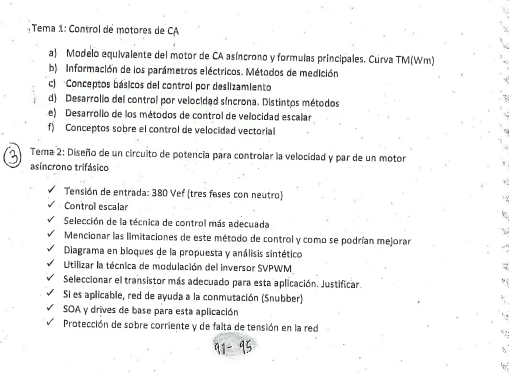 Tema 1: Control de motores de CA
a) Modelo equivalente del motor de CA asíncrono y formulas principales. Curva TM(Wm)
b) Información de los parámetros eléctricos. Métodos de medición
c) Conceptos básicos del control por deslizamiento
d) Desarrollo del control por velocidad síncrona. Distintos métodos
e) Desarrollo de los métodos de control de velocidad escalar
f) Conceptos sobre el control de velocidad vectorial
3 Tema 2: Diseño de un circuito de potencia para controlar la velocidad y par de un motor
asíncrono trifásico
✓ Tensión de entrada: 380 Vef (tres fases con neutro)
✓ Control escalar
✓ Selección de la técnica de control más adecuada
✓ Mencionar las limitaciones de este método de control y como se podrían mejorar
✓ Diagrama en bloques de la propuesta y análisis sintético
✓ Utilizar la técnica de modulación del inversor SVPWM
✓ Seleccionar el transistor más adecuado para esta aplicación. Justificar.
✓ Si es aplicable, red de ayuda a la conmutación (Snubber)
✓ SOA y drives de base para esta aplicación
✓ Protección de sobre corriente y de falta de tensión en la red
91-95